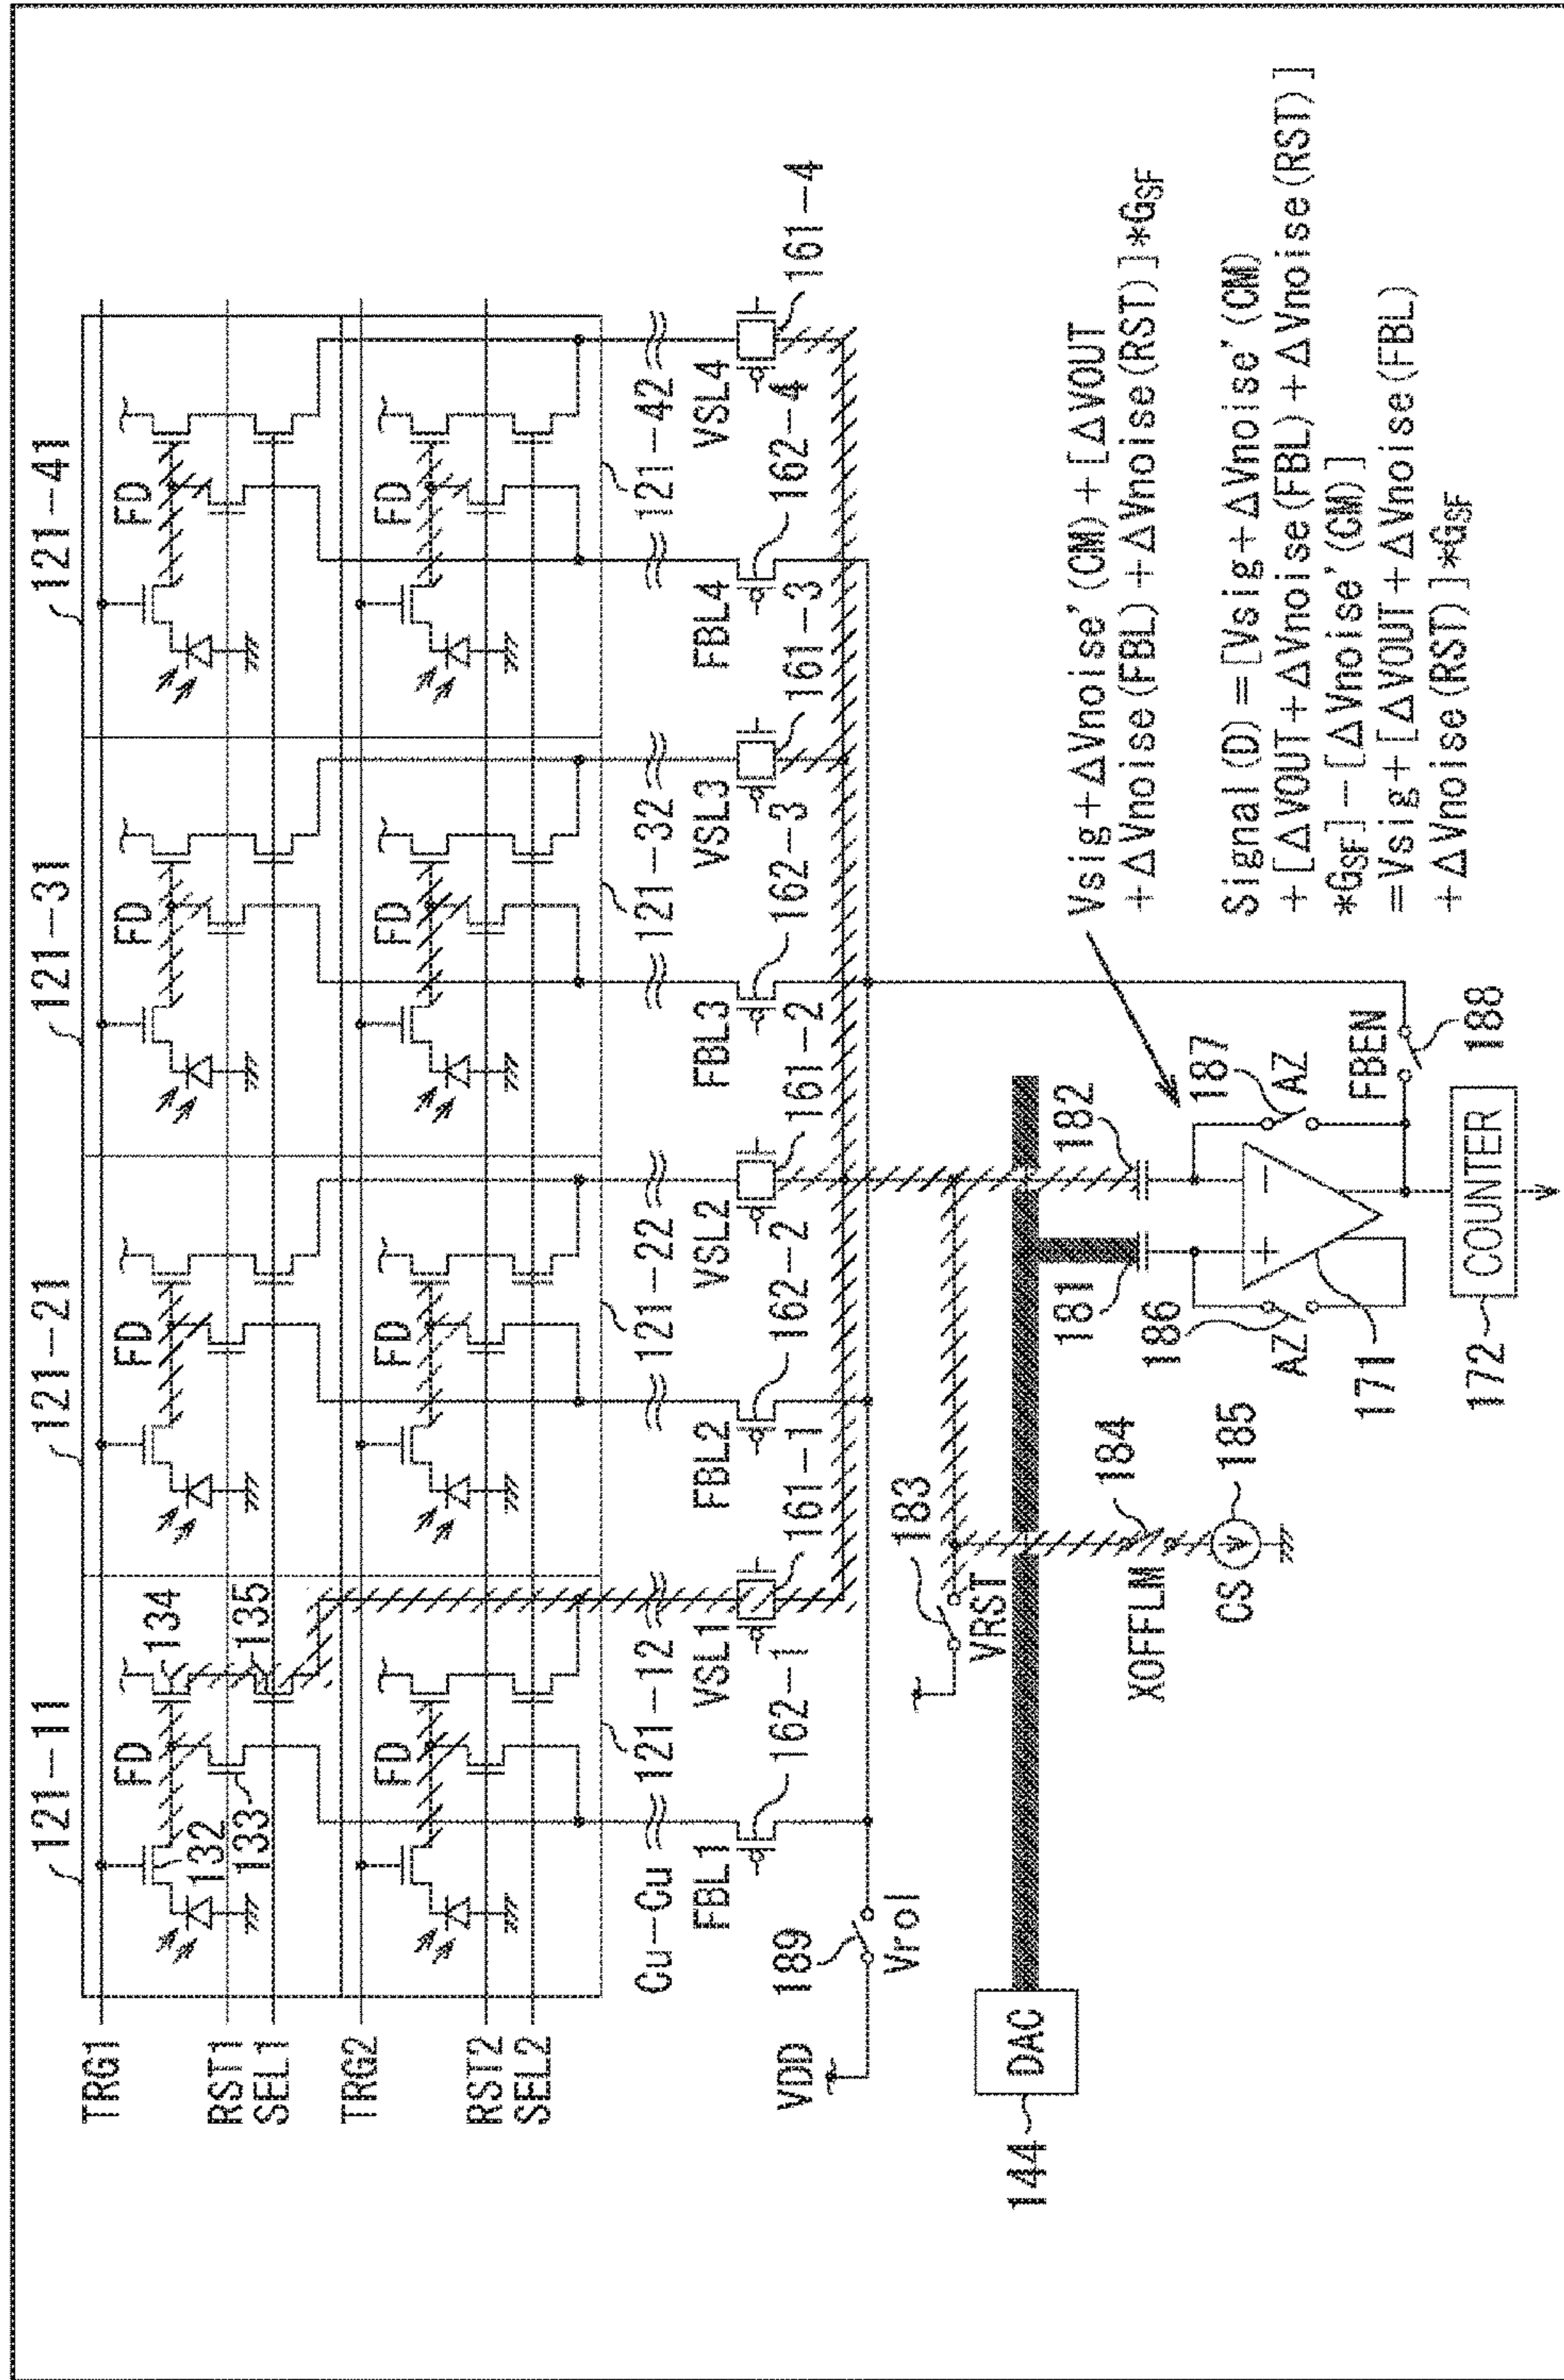 121-11
121-21
121-31
121-41
TRG1
FD
FD
FD
FD
132
134
RST1
133
135
SEL1
TRG2
FD
FD
FD
FD
RST2
SEL2
Cu-Cu
121-12
121-22
121-32
121-42
FBL1
VSL1
FBL2
VSL2
FBL3
VSL3
FBL4
VSL4
VDD
189
162-1
161-1
162-2
161-2
162-3
161-3
162-4
161-4
Vrol
183
VRST
DAC
144
181
182
XOFFLM
184
186
187
CS
185
AZ
AZ
FBEN
171
188
172
COUNTER
Vsig+ΔVnoise'(CM)+[ΔVOUT
+ΔVnoise(FBL)+ΔVnoise(RST)]*GSF
Signal(D)=[Vsig+ΔVnoise'(CM)
+[ΔVOUT+ΔVnoise(FBL)+ΔVnoise(RST)]
*GSF]-[ΔVnoise'(CM)]
=Vsig+[ΔVOUT+ΔVnoise(FBL)
+ΔVnoise(RST)]*GSF